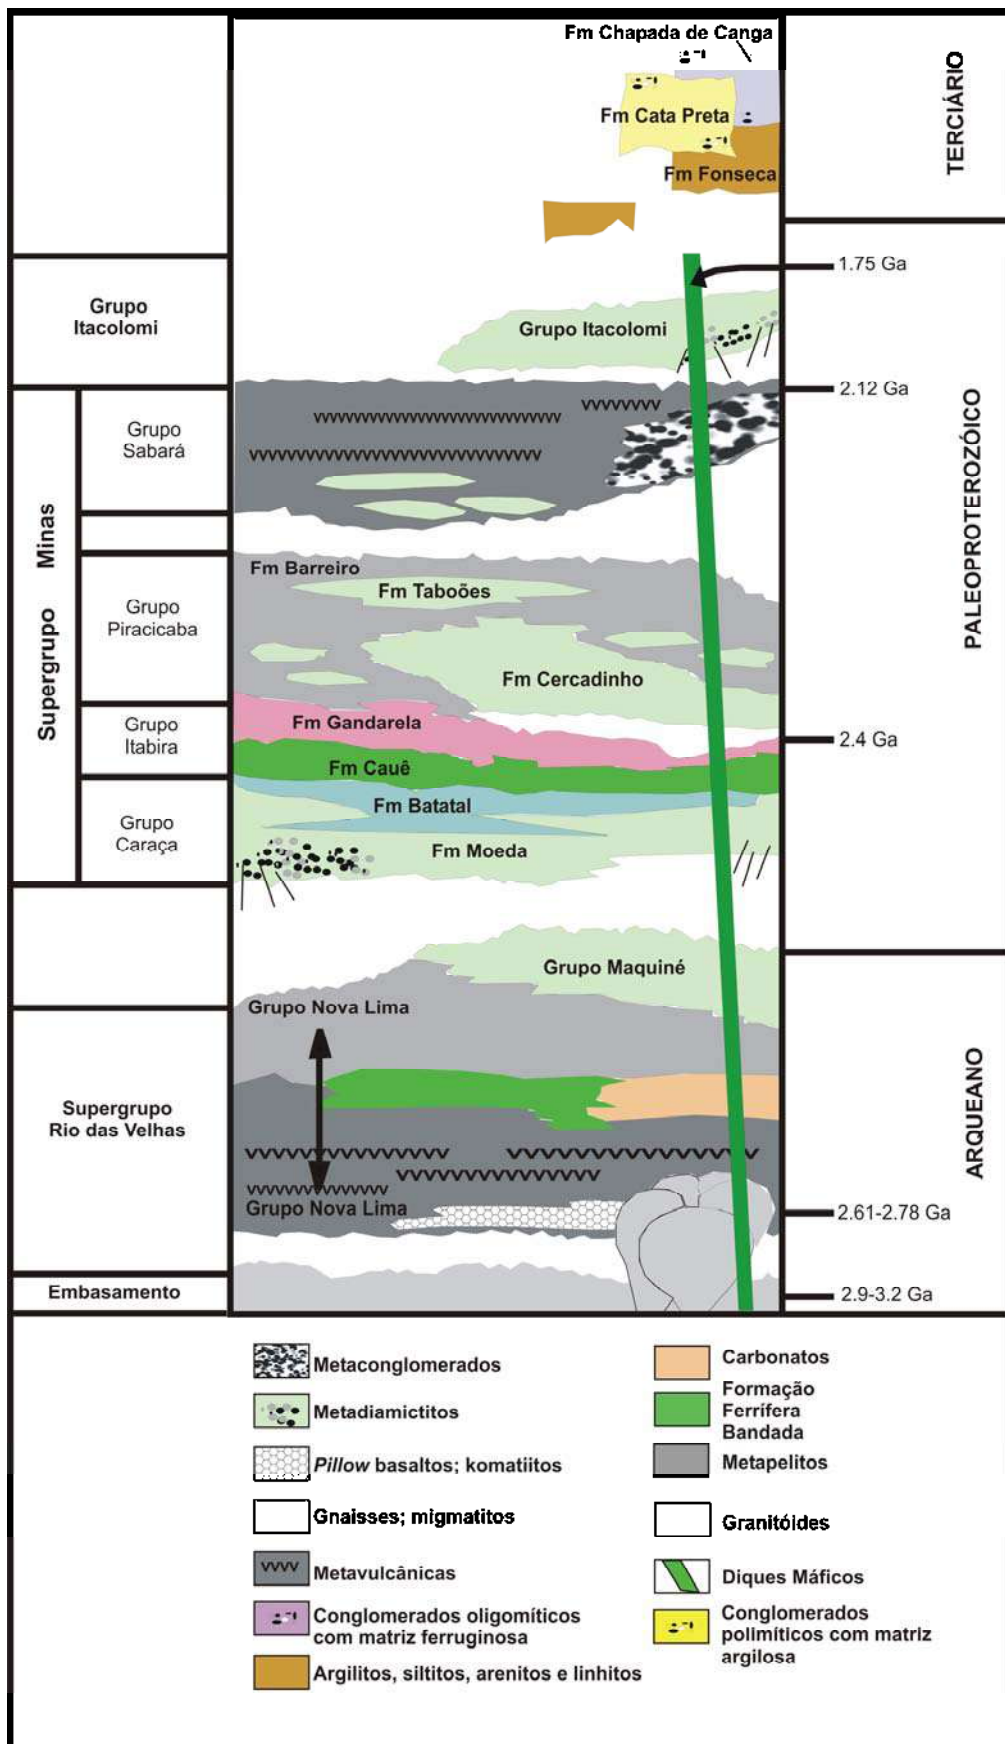 Fm Chapada de Canga
Fm Cata Preta
Fm Fonseca
TERCIÁRIO
1.75 Ga
Grupo
Itacolomi
Grupo Itacolomi
2.12 Ga
Grupo
Sabará
Supergrupo Minas
Fm Barreiro
Fm Taboões
Grupo
Piracicaba
Fm Cercadinho
PALEOPROTEROZÓICO
Fm Gandarela
Grupo
Itabira
2.4 Ga
Fm Cauê
Fm Batatal
Grupo
Caraça
Fm Moeda
Grupo Maquiné
Grupo Nova Lima
Supergrupo
Rio das Velhas
ARQUEANO
Grupo Nova Lima
2.61-2.78 Ga
Embasamento
2.9-3.2 Ga
Metaconglomerados
Metadiamictitos
Pillow basaltos; komatiitos
Gnaisses; migmatitos
Metavulcânicas
Conglomerados oligomíticos
com matriz ferruginosa
Argilitos, siltitos, arenitos e linhitos
Carbonatos
Formação
Ferrífera
Bandada
Metapelitos
Granitóides
Diques Máficos
Conglomerados
polimíticos com matriz
argilosa